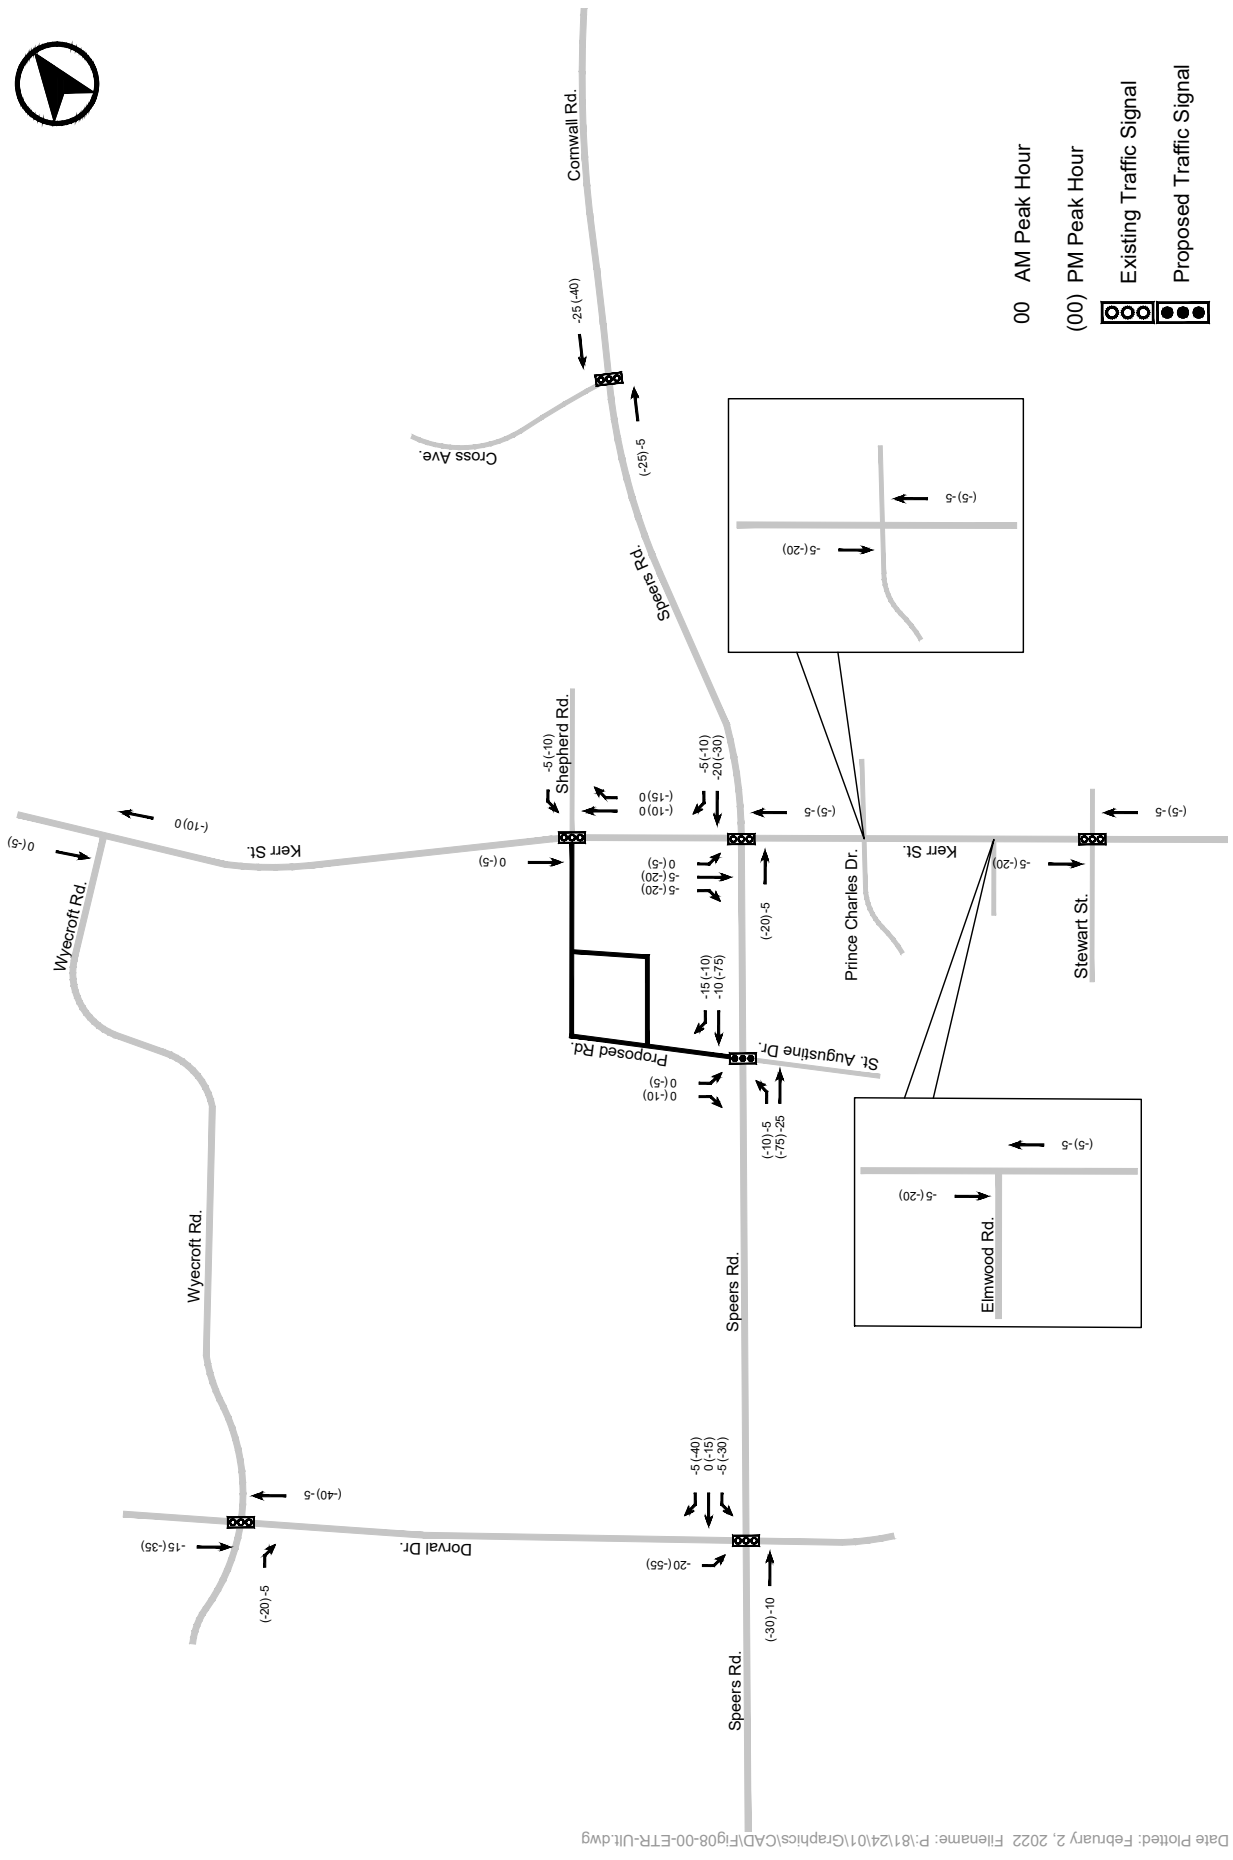 Cornwall Rd.
-25 (-40)
Cross Ave.
(-25) -5
Speers Rd.
00 AM Peak Hour
(00) PM Peak Hour
Existing Traffic Signal
Proposed Traffic Signal
(-5) -5
-5 (-20)
Shepherd Rd.
-5 (-10)
(-15) 0
(-10) 0
-5 (-10)
-20 (-30)
(-5) -5
(-5) -5
(-10) 0
0 (-5)
Kerr St.
0 (-5)
0 (-5)
-5 (-20)
-5 (-20)
Kerr St.
-5 (-20)
(-20) -5
Prince Charles Dr.
Stewart St.
Wyecroft Rd.
-15 (-10)
-10 (-75)
Proposed Rd.
St. Augustine Dr.
0 (-5)
0 (-10)
(-10) -5
(-75) -25
(-5) -5
-5 (-20)
Elmwood Rd.
Wyecroft Rd.
Speers Rd.
-5 (-40)
0 (-15)
-5 (-30)
(-40) -5
-15 (-35)
(-20) -5
Dorval Dr.
-20 (-55)
(-30) -10
Speers Rd.
Date Plotted: February 2, 2022 Filename: P:\81\24\01\Graphics\CAD\Fig08-00-ETR-Ult.dwg